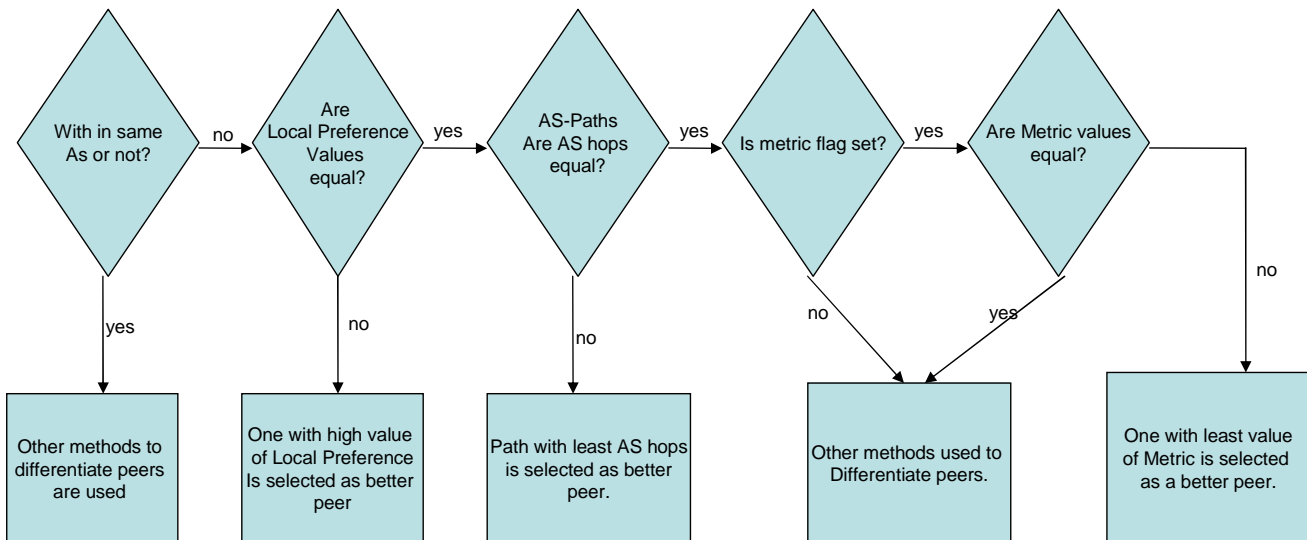 With in same
As or not?
no
Are
Local Preference
Values
equal?
yes
AS-Paths
Are AS hops
equal?
yes
Is metric flag set?
yes
Are Metric values
equal?
no
yes
no
no
no
yes
Other methods to
differentiate peers
are used
One with high value
of Local Preference
Is selected as better
peer
Path with least AS hops
is selected as better
peer.
Other methods used to
Differentiate peers.
One with least value
of Metric is selected
as a better peer.